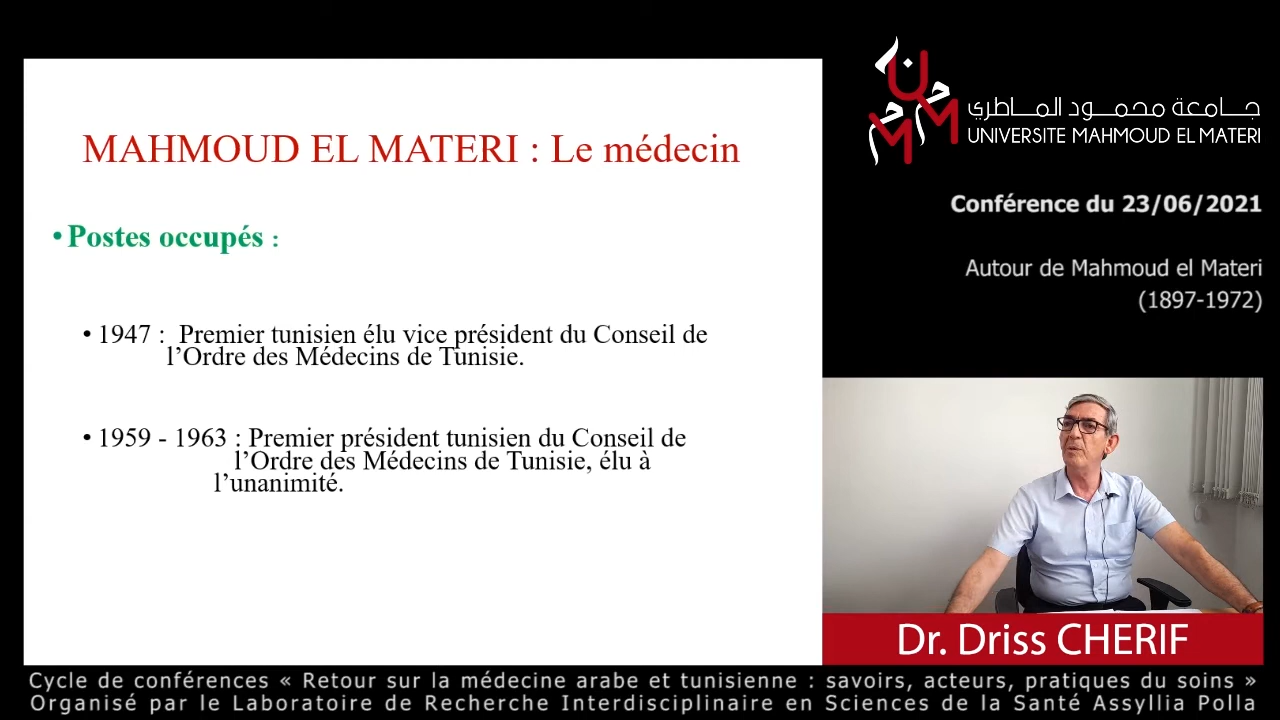 MAHMOUD EL MATERI : Le médecin
• Postes occupés :
• 1947 : Premier tunisien élu vice président du Conseil de
l’Ordre des Médecins de Tunisie.
• 1959 - 1963 : Premier président tunisien du Conseil de
l’Ordre des Médecins de Tunisie, élu à
l’unanimité.
جامعة محمود الماطري
UNIVERSITE MAHMOUD EL MATERI
Conférence du 23/06/2021
Autour de Mahmoud el Materi
(1897-1972)
Dr. Driss CHERIF
Cycle de conférences « Retour sur la médecine arabe et tunisienne : savoirs, acteurs, pratiques du soins »
Organisé par le Laboratoire de Recherche Interdisciplinaire en Sciences de la Santé Assyllia Polla